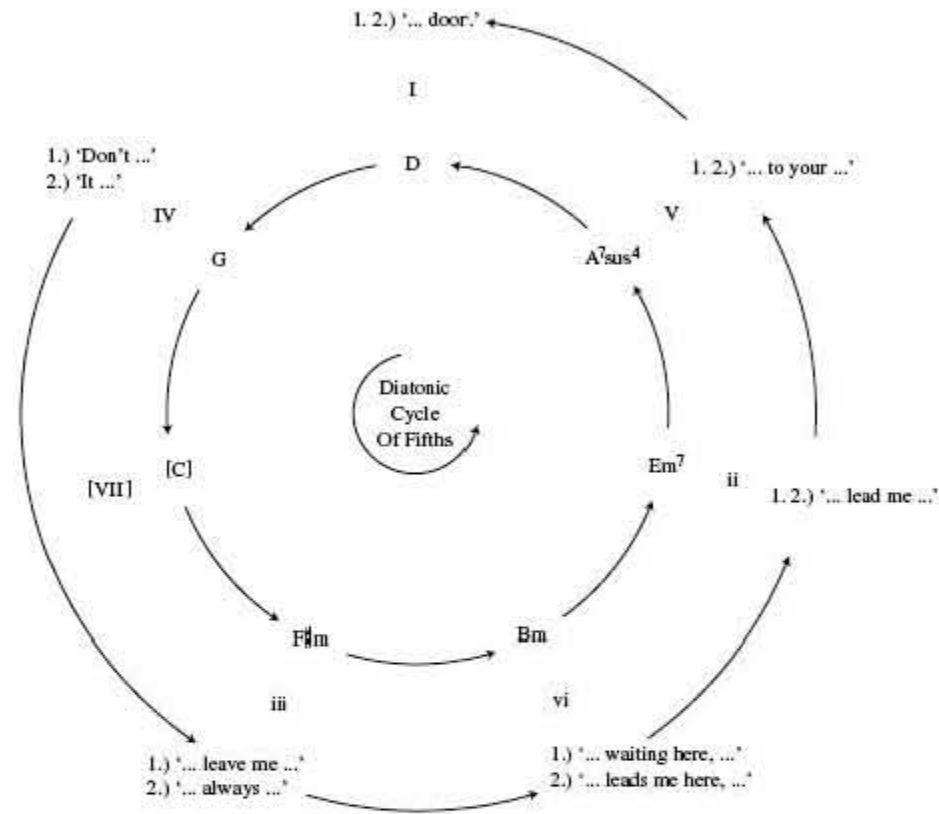 1. 2.) ‘... door.’
I
1.) ‘Don’t ...’
2.) ‘It ...’
D
1. 2.) ‘... to your ...’
IV
V
G
A⁷sus⁴
Diatonic
Cycle
Of Fifths
[VII]
[C]
Em⁷
ii
1. 2.) ‘... lead me ...’
F♯m
Bm
iii
vi
1.) ‘... leave me ...’
2.) ‘... always ...’
1.) ‘... waiting here, ...’
2.) ‘... leads me here, ...’